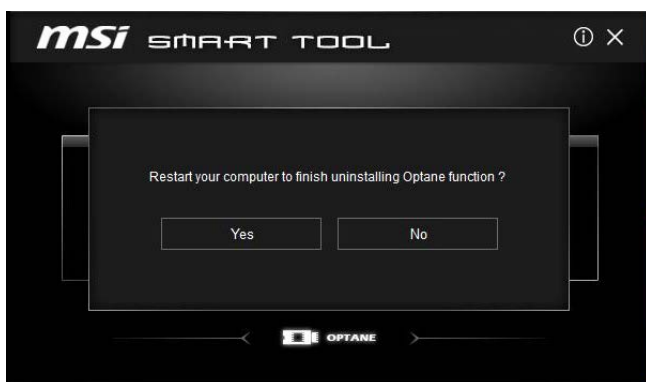 msi SMART TOOL
Restart your computer to finish uninstalling Optane function ?
Yes No
OPTANE